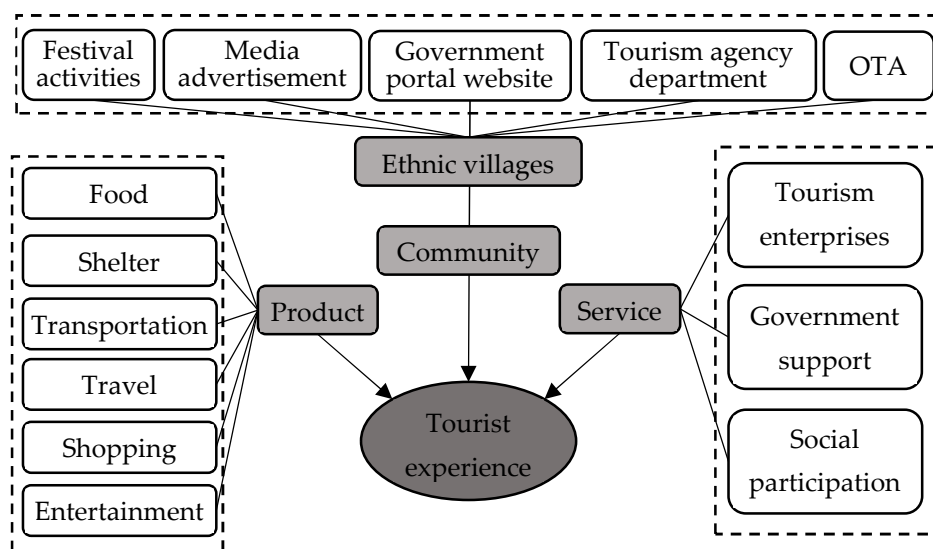 Festival
activities
Media
advertisement
Government
portal website
Tourism agency
department
OTA
Ethnic villages
Community
Product
Service
Food
Shelter
Transportation
Travel
Shopping
Entertainment
Tourism
enterprises
Government
support
Social
participation
Tourist
experience